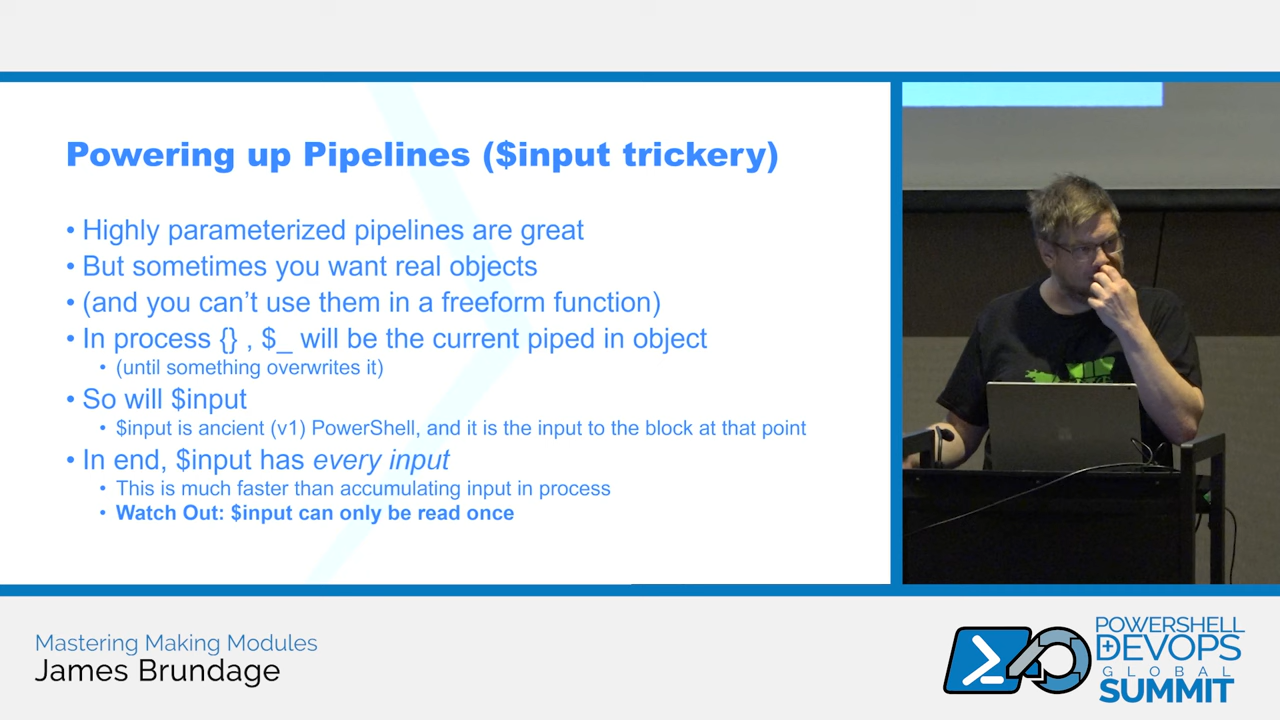 Powering up Pipelines ($input trickery)
• Highly parameterized pipelines are great
• But sometimes you want real objects
• (and you can’t use them in a freeform function)
• In process {} , $_ will be the current piped in object
• (until something overwrites it)
• So will $input
• $input is ancient (v1) PowerShell, and it is the input to the block at that point
• In end, $input has every input
• This is much faster than accumulating input in process
• Watch Out: $input can only be read once
Mastering Making Modules
James Brundage
POWERSHELL
DEVOPS
GLOBAL
SUMMIT